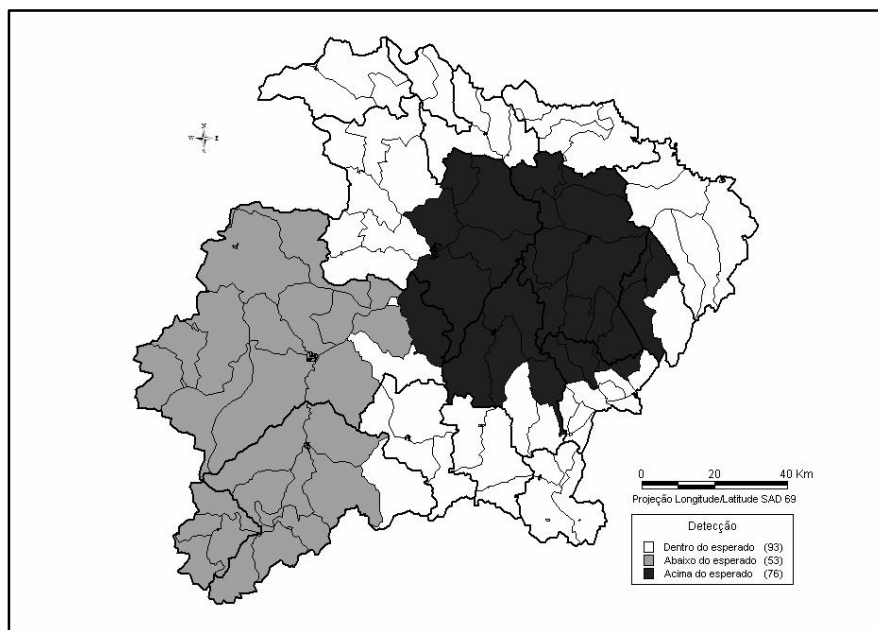 N
W E
S
0 20 40 Km
Projeção Longitude/Latitude SAD 69
Detecção
Dentro do esperado (93)
Abaixo do esperado (53)
Acima do esperado (76)